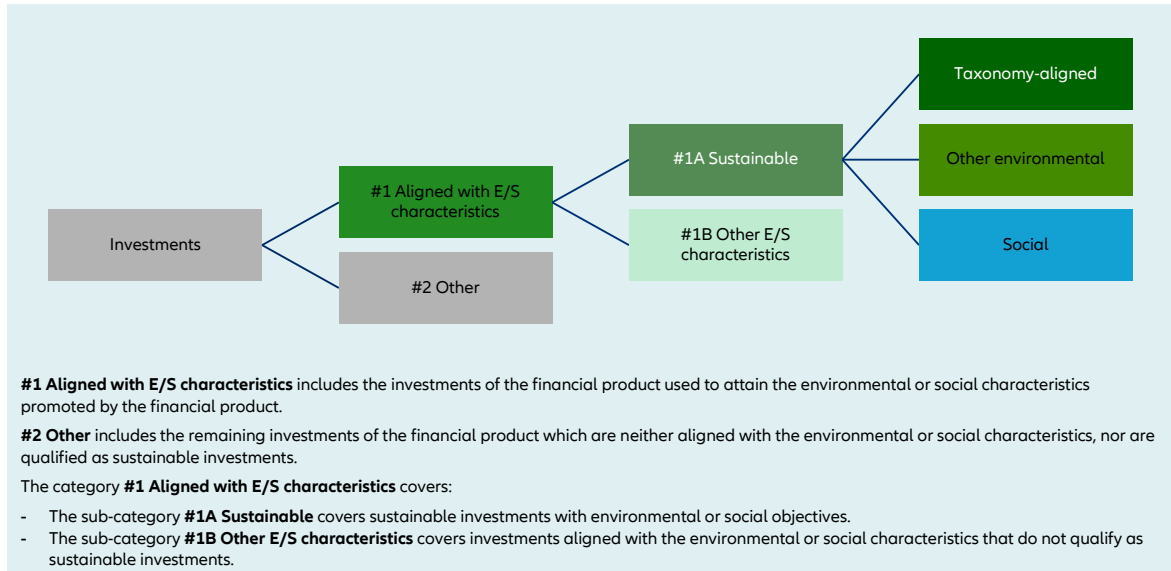 Taxonomy-aligned
#1A Sustainable
Other environmental
#1 Aligned with E/S
characteristics
Investments
#1B Other E/S
characteristics
Social
#2 Other
#1 Aligned with E/S characteristics includes the investments of the financial product used to attain the environmental or social characteristics
promoted by the financial product.
#2 Other includes the remaining investments of the financial product which are neither aligned with the environmental or social characteristics, nor are
qualified as sustainable investments.
The category #1 Aligned with E/S characteristics covers:
- The sub-category #1A Sustainable covers sustainable investments with environmental or social objectives.
- The sub-category #1B Other E/S characteristics covers investments aligned with the environmental or social characteristics that do not qualify as
sustainable investments.